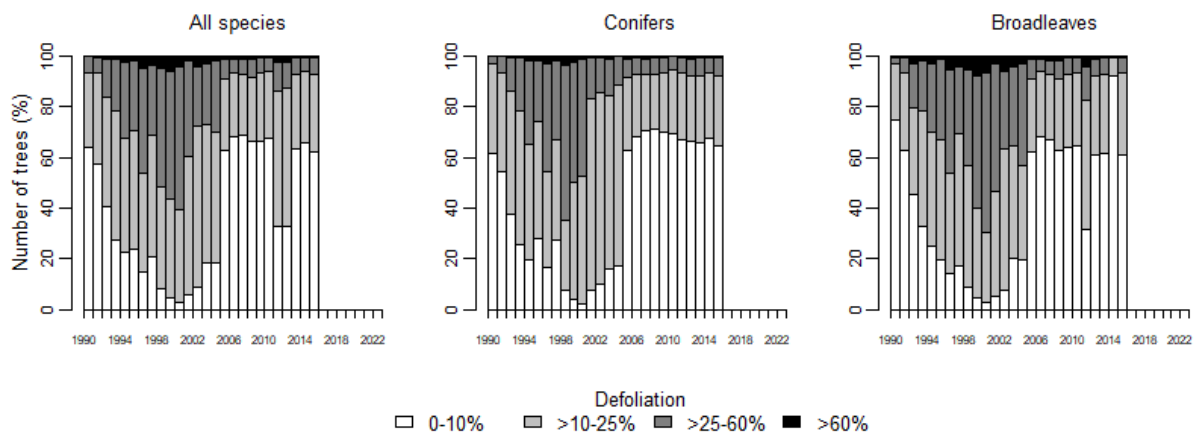 All species
Conifers
Broadleaves
Number of trees (%)
0 20 40 60 80 100
0 20 40 60 80 100
0 20 40 60 80 100
1990 1994 1998 2002 2006 2010 2014 2018 2022
1990 1994 1998 2002 2006 2010 2014 2018 2022
1990 1994 1998 2002 2006 2010 2014 2018 2022
Defoliation
0-10% >10-25% >25-60% >60%